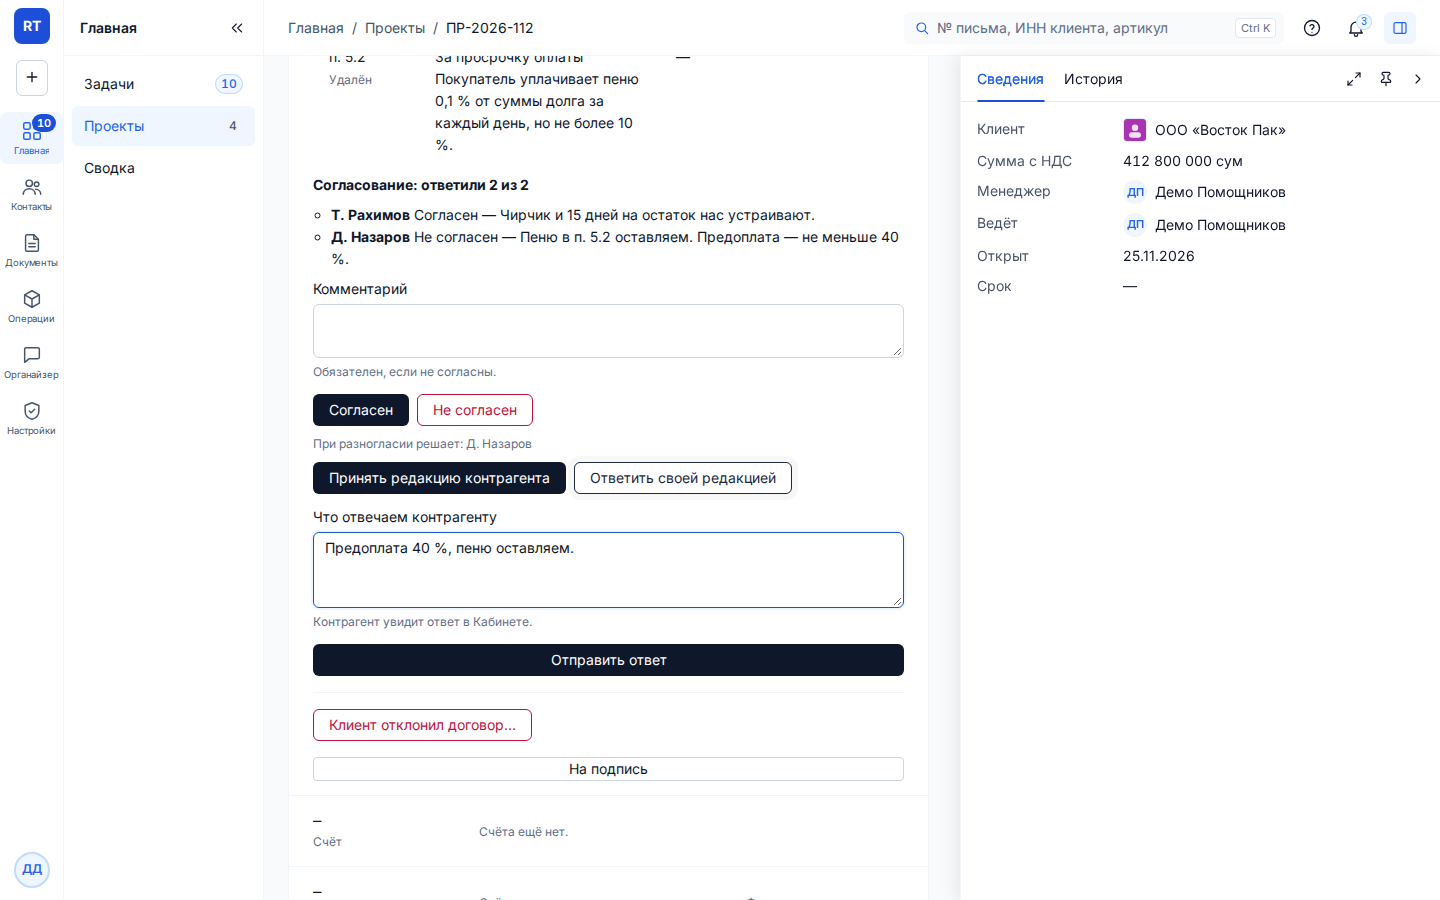 RT
Главная
Главная / Проекты / ПР-2026-112
№ письма, ИНН клиента, артикул
Ctrl K
3
10
Главная
Контакты
Документы
Операции
Органайзер
Настройки
ДД
Задачи
10
Проекты
4
Сводка
п. 5.2
Удалён
За просрочку оплаты
Покупатель уплачивает пеню
0,1 % от суммы долга за
каждый день, но не более 10
%.
—
Согласование: ответили 2 из 2
Т. Рахимов Согласен — Чирчик и 15 дней на остаток нас устраивают.
Д. Назаров Не согласен — Пеню в п. 5.2 оставляем. Предоплата — не меньше 40
%.
Комментарий
Обязателен, если не согласны.
Согласен
Не согласен
При разногласии решает: Д. Назаров
Принять редакцию контрагента
Ответить своей редакцией
Что отвечаем контрагенту
Предоплата 40 %, пеню оставляем.
Контрагент увидит ответ в Кабинете.
Отправить ответ
Клиент отклонил договор...
На подпись
—
Счёт
Счёта ещё нет.
—
Сведения
История
Клиент
ООО «Восток Пак»
Сумма с НДС
412 800 000 сум
Менеджер
ДП Демо Помощников
Ведёт
ДП Демо Помощников
Открыт
25.11.2026
Срок
—